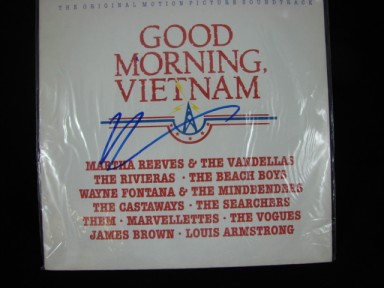 THE ORIGINAL MOTION PICTURE SOUNDTRACK
GOOD
MORNING,
VIETNAM
MARTHA REEVES & THE VANDELLAS
THE RIVIERAS · THE BEACH BOYS
WAYNE FONTANA & THE MINDBENDERS
THE CASTAWAYS · THE SEARCHERS
THEM · MARVELLETTES · THE VOGUES
JAMES BROWN · LOUIS ARMSTRONG